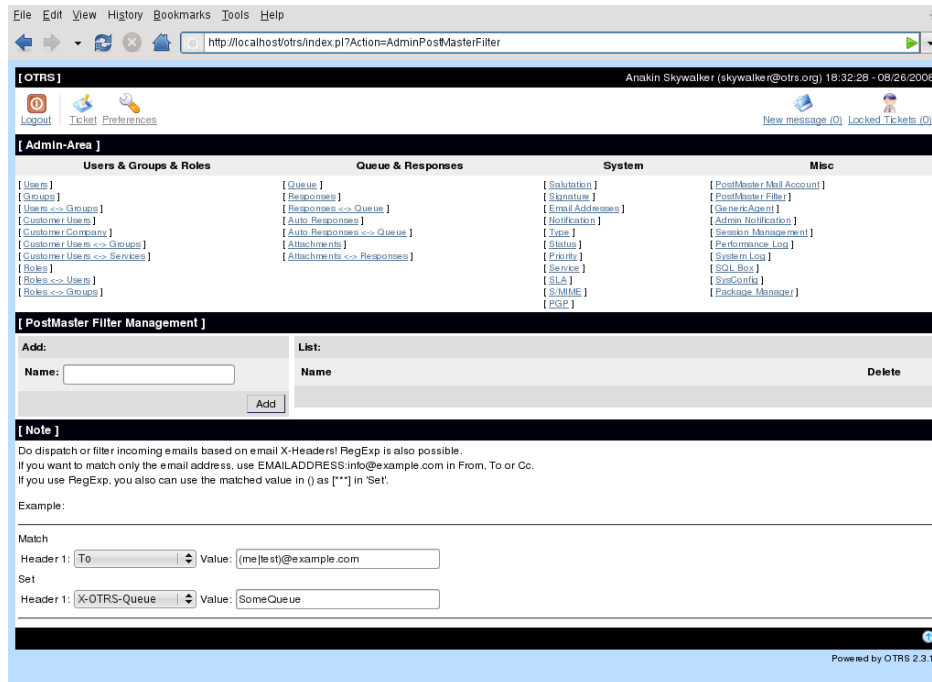 File Edit View History Bookmarks Tools Help
http://localhost/otrs/index.pl?Action=AdminPostMasterFilter
[ OTRS ] Anakin Skywalker (skywalker@otrs.org) 18:32:28 - 08/26/2008
Logout Ticket Preferences New message (0) Locked Tickets (0)
[ Admin-Area ]
Users & Groups & Roles Queue & Responses System Misc
[ Users ] [ Queue ] [ Salutation ] [ PostMaster Mail Account ]
[ Groups ] [ Responses ] [ Signature ] [ PostMaster Filter ]
[ Users <-> Groups ] [ Responses <-> Queue ] [ Email Addresses ] [ GenericAgent ]
[ Customer Users ] [ Auto Responses ] [ Notification ] [ Admin Notification ]
[ Customer Company ] [ Auto Responses <-> Queue ] [ Type ] [ Session Management ]
[ Customer Users <-> Groups ] [ Attachments ] [ Status ] [ Performance Log ]
[ Customer Users <-> Services ] [ Attachments <-> Responses ] [ Priority ] [ System Log ]
[ Roles ] [ Service ] [ SQL Box ]
[ Roles <-> Users ] [ SLA ] [ SysConfig ]
[ Roles <-> Groups ] [ S/MIME ] [ Package Manager ]
[ PGP ]
[ PostMaster Filter Management ]
Add: List:
Name: Name Delete
Add
[ Note ]
Do dispatch or filter incoming emails based on email X-Headers! RegExp is also possible.
If you want to match only the email address, use EMAILADDRESS:info@example.com in From, To or Cc.
If you use RegExp, you also can use the matched value in () as [***] in 'Set'.
Example:
Match
Header 1: To Value: (me|test)@example.com
Set
Header 1: X-OTRS-Queue Value: SomeQueue
Powered by OTRS 2.3.1